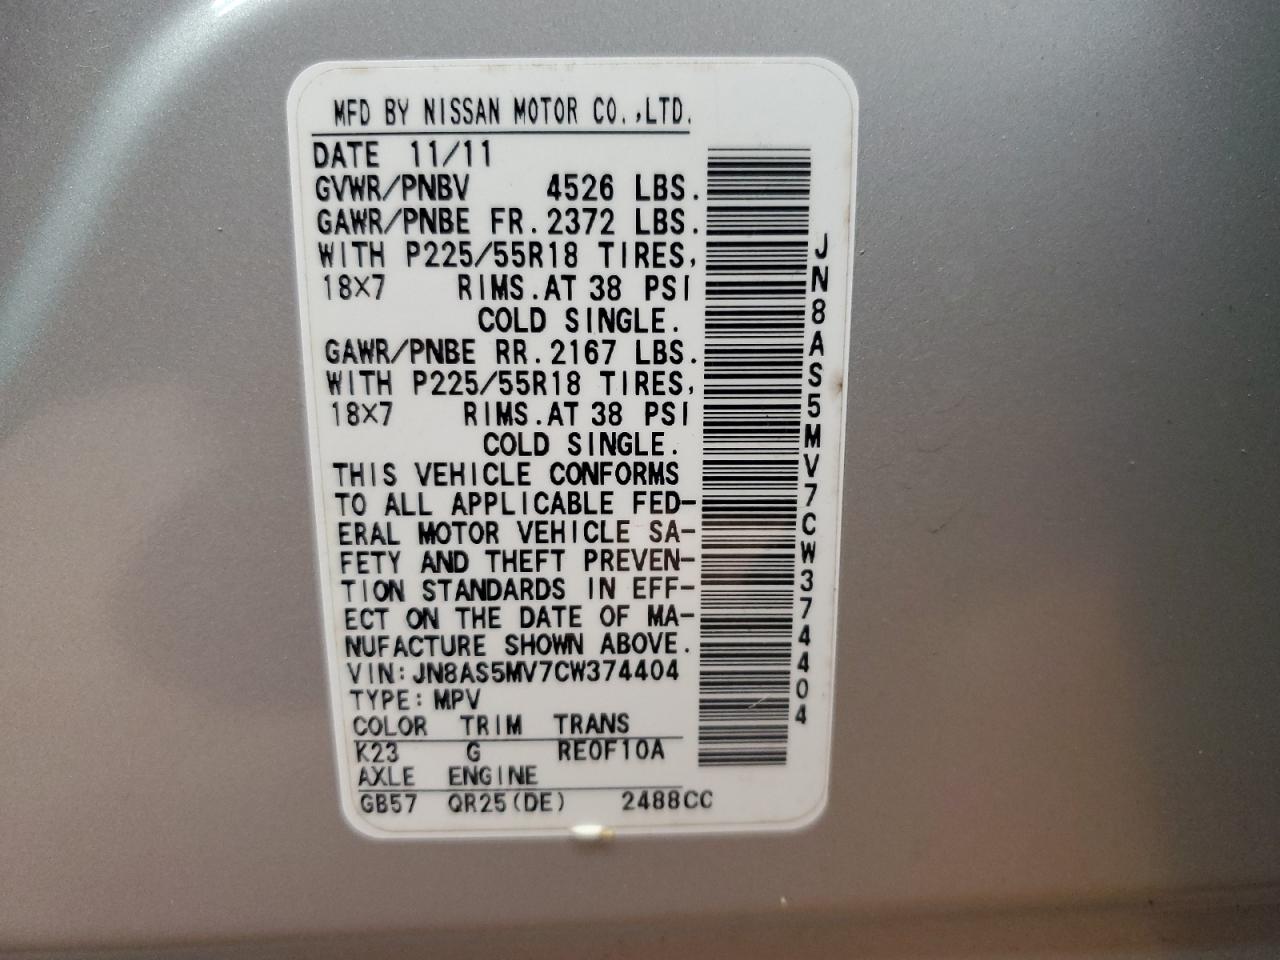 MFD BY NISSAN MOTOR CO.,LTD.
DATE 11/11
GVWR/PNBV 4526 LBS.
GAWR/PNBE FR.2372 LBS.
WITH P225/55R18 TIRES,
18X7 RIMS.AT 38 PSI
COLD SINGLE.
GAWR/PNBE RR.2167 LBS.
WITH P225/55R18 TIRES,
18X7 RIMS.AT 38 PSI
COLD SINGLE.
THIS VEHICLE CONFORMS
TO ALL APPLICABLE FED-
ERAL MOTOR VEHICLE SA-
FETY AND THEFT PREVEN-
TION STANDARDS IN EFF-
ECT ON THE DATE OF MA-
NUFACTURE SHOWN ABOVE.
VIN:JN8AS5MV7CW374404
TYPE:MPV
COLOR TRIM TRANS
K23 G RE0F10A
AXLE ENGINE
GB57 QR25(DE) 2488CC
JN8AS5MV7CW374404